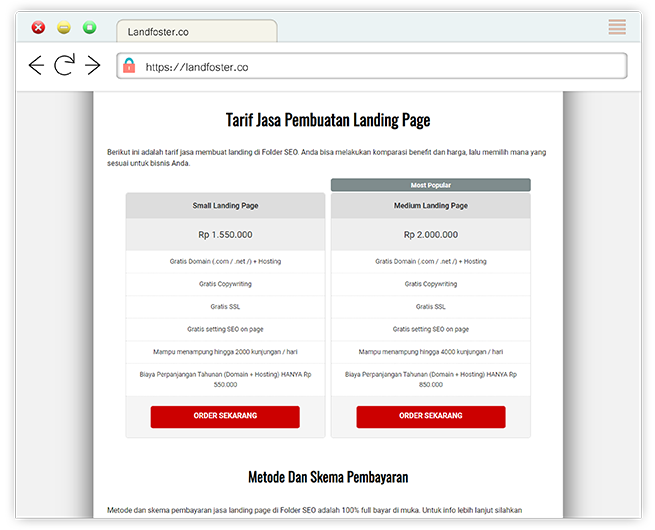 Landfoster.co
https://landfoster.co
Tarif Jasa Pembuatan Landing Page
Berikut ini adalah tarif jasa membuat landing di Folder SEO. Anda bisa melakukan komparasi benefit dan harga, lalu memilih mana yang
sesuai untuk bisnis Anda.
Most Popular
Small Landing Page
Rp 1.550.000
Gratis Domain (.com / .net /) + Hosting
Gratis Copywriting
Gratis SSL
Gratis setting SEO on page
Mampu menampung hingga 2000 kunjungan / hari
Biaya Perpanjangan Tahunan (Domain + Hosting) HANYA Rp
550.000
ORDER SEKARANG
Medium Landing Page
Rp 2.000.000
Gratis Domain (.com / .net /) + Hosting
Gratis Copywriting
Gratis SSL
Gratis setting SEO on page
Mampu menampung hingga 4000 kunjungan / hari
Biaya Perpanjangan Tahunan (Domain + Hosting) HANYA Rp
850.000
ORDER SEKARANG
Metode Dan Skema Pembayaran
Metode dan skema pembayaran jasa landing page di Folder SEO adalah 100% full bayar di muka. Untuk info lebih lanjut silahkan